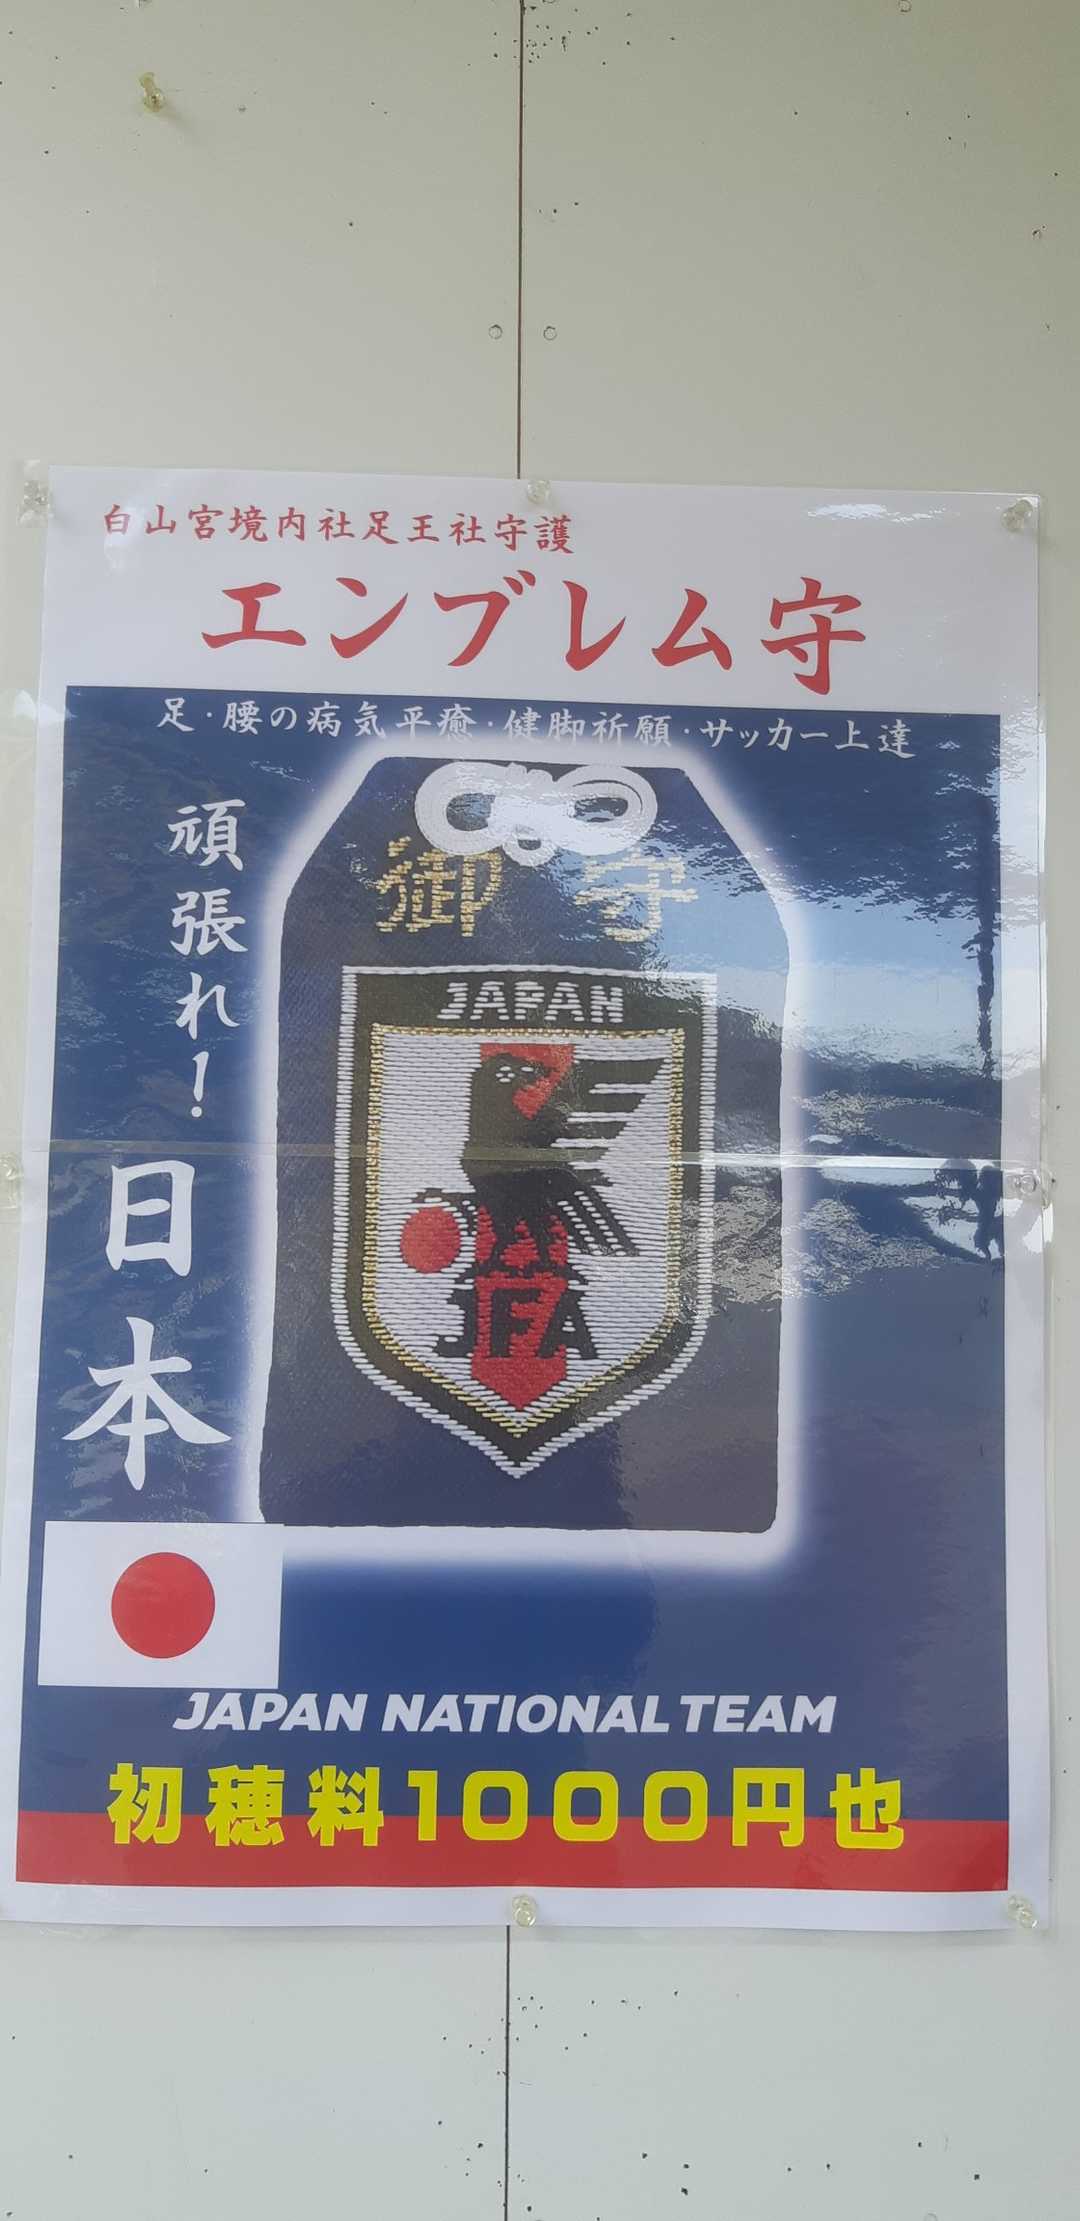 白山宮境内社足王社守護
エンブレム守
足・腰の病気平癒・健脚祈願・サッカー上達
頑張れ！
日本
御守
JAPAN
JFA
JAPAN NATIONAL TEAM
初穂料1000円也